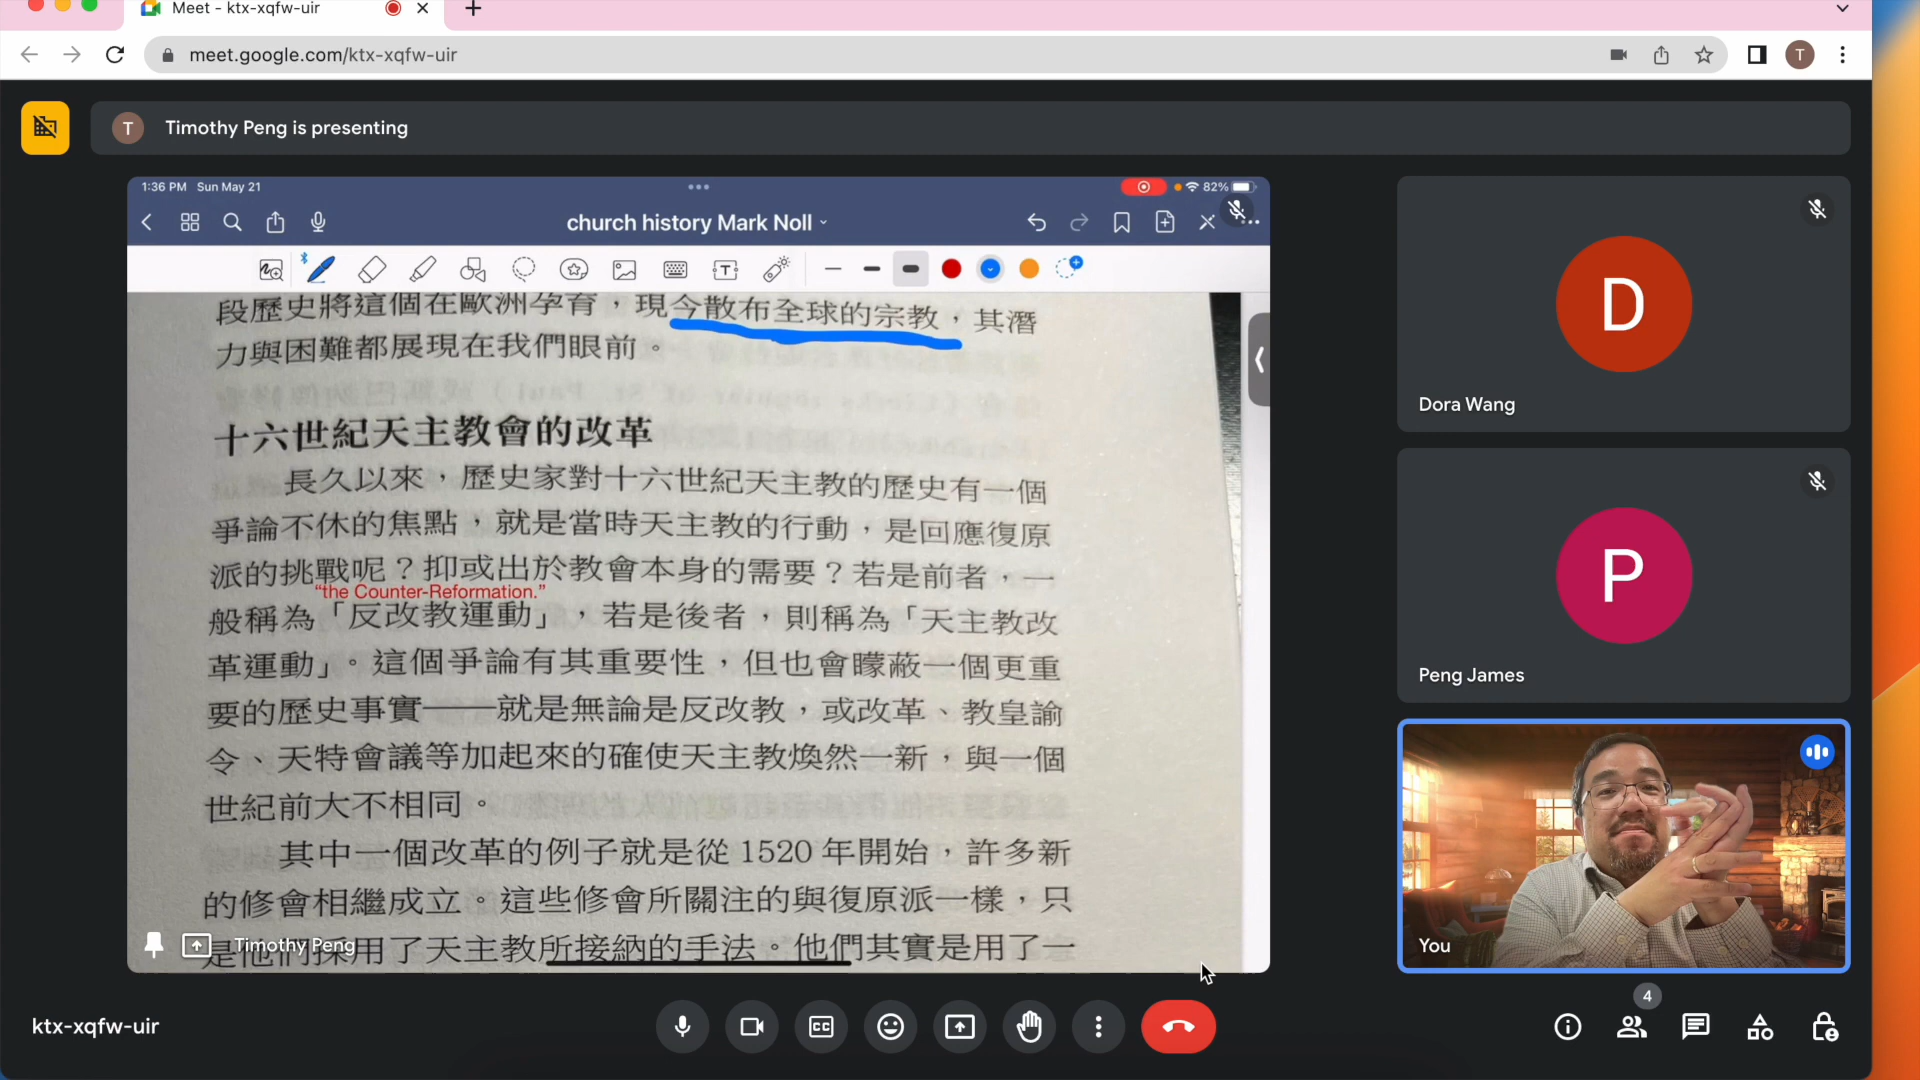 Meet - ktx-xqfw-uir
meet.google.com/ktx-xqfw-uir
T
T
Timothy Peng is presenting
1:36 PM Sun May 21
82%
church history Mark Noll
段歷史將這個在歐洲孕育，現今散布全球的宗教，其潛
力與困難都展現在我們眼前。
十六世紀天主教會的改革
長久以來，歷史家對十六世紀天主教的歷史有一個
爭論不休的焦點，就是當時天主教的行動，是回應復原
派的挑戰呢？抑或出於教會本身的需要？若是前者，一
“the Counter-Reformation.”
般稱為「反改教運動」，若是後者，則稱為「天主教改
革運動」。這個爭論有其重要性，但也會矇蔽一個更重
要的歷史事實——就是無論是反改教，或改革、教皇諭
令、天特會議等加起來的確使天主教煥然一新，與一個
世紀前大不相同。
其中一個改革的例子就是從 1520 年開始，許多新
的修會相繼成立。這些修會所關注的與復原派一樣，只
是他們採用了天主教所接納的手法。他們其實是用了一
Timothy Peng
D
Dora Wang
P
Peng James
You
ktx-xqfw-uir
4